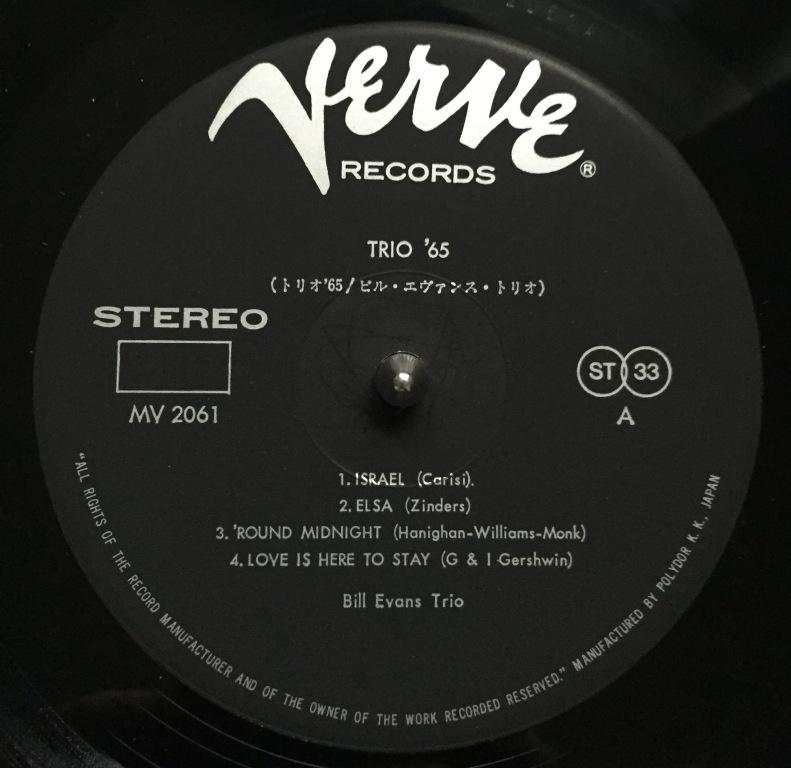 Verve
RECORDS ®
TRIO '65
(トリオ'65/ビル・エヴァンス・トリオ)
STEREO
MV 2061
ST 33
A
1. ISRAEL (Carisi).
2. ELSA (Zinders)
3. 'ROUND MIDNIGHT (Hanighan-Williams-Monk)
4. LOVE IS HERE TO STAY (G & I Gershwin)
Bill Evans Trio
"ALL RIGHTS OF THE RECORD MANUFACTURER AND OF THE OWNER OF THE WORK RECORDED RESERVED." MANUFACTURED BY POLYDOR K. K., JAPAN